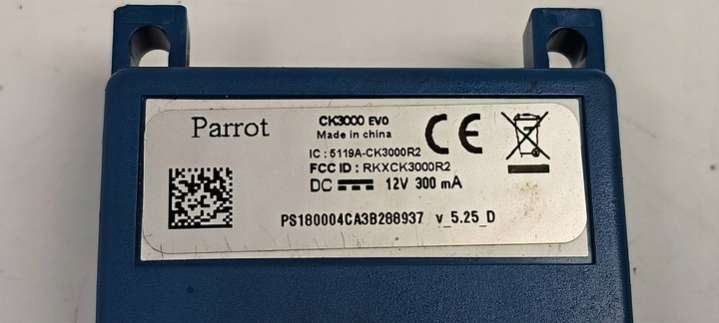 Parrot
CK3000 EVO
Made in china
IC : 5119A-CK3000R2
FCC ID : RKXCK3000R2
DC 12V 300 mA
CE
PS180004CA3B288937 v_5.25_D